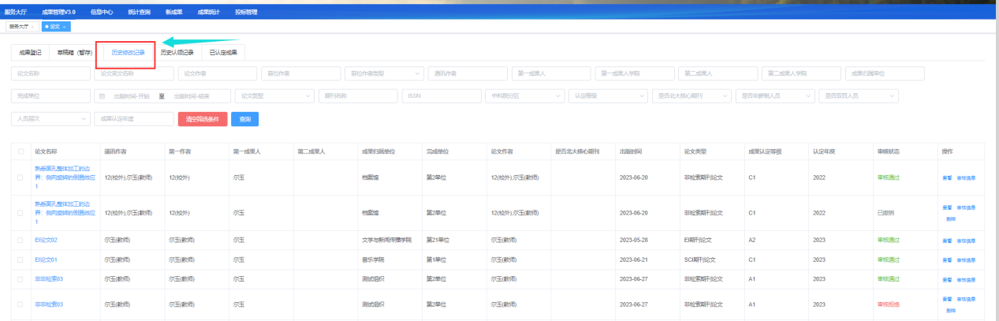 服务大厅 成果管理V3.0 信息中心 统计查询 新成果 成果统计 投标管理
服务大厅 × ● 论文 ×
成果登记 草稿箱（暂存） 历史修改记录 历史认领记录 已认定成果
论文名称 论文英文名称 论文作者 首位作者 首位作者类型 通讯作者 第一成果人 第一成果人学院 第二成果人 第二成果人学院 成果归属单位
完成单位 出版时间-开始 至 出版时间-结束 论文类型 期刊名称 ISSN 中科院分区 认定等级 是否北大核心期刊 是否年薪制人员 是否双百人员
人员层次 成果认定年度 清空筛选条件 查询
论文名称 通讯作者 第一作者 第一成果人 第二成果人 成果归属单位 完成单位 论文作者 是否北大核心期刊 出版时间 论文类型 成果认定等级 认定年度 审核状态 操作
熟悉面孔整体加工的边
界：侧向旋转的倒置效应 12(校外),尔玉(教师) 12(校外) 尔玉 档案馆 第2单位 12(校外),尔玉(教师) 2023-06-20 非检索期刊论文 C1 2022 审核通过 查看 审核信息
1
熟悉面孔整体加工的边
界：侧向旋转的倒置效应 12(校外),尔玉(教师) 12(校外) 尔玉 档案馆 第2单位 12(校外),尔玉(教师) 2023-06-20 非检索期刊论文 C1 2022 已撤销 查看 审核信息
1 删除
EI论文02 尔玉(教师) 尔玉(教师) 尔玉 文学与新闻传播学院 第21单位 尔玉(教师) 2023-05-28 EI期刊论文 A2 2023 审核通过 查看 审核信息
EI论文01 尔玉(教师) 尔玉(教师) 尔玉 音乐学院 第1单位 尔玉(教师) 2023-06-21 SCI期刊论文 C1 2023 审核通过 查看 审核信息
非非检索03 尔玉(教师) 尔玉(教师) 尔玉 测试组织 第2单位 尔玉(教师) 2023-06-27 非检索期刊论文 A1 2023 审核通过 查看 审核信息
非非检索03 尔玉(教师) 尔玉(教师) 尔玉 测试组织 第2单位 尔玉(教师) 2023-06-27 非检索期刊论文 A1 2023 审核拒绝 查看 审核信息
删除